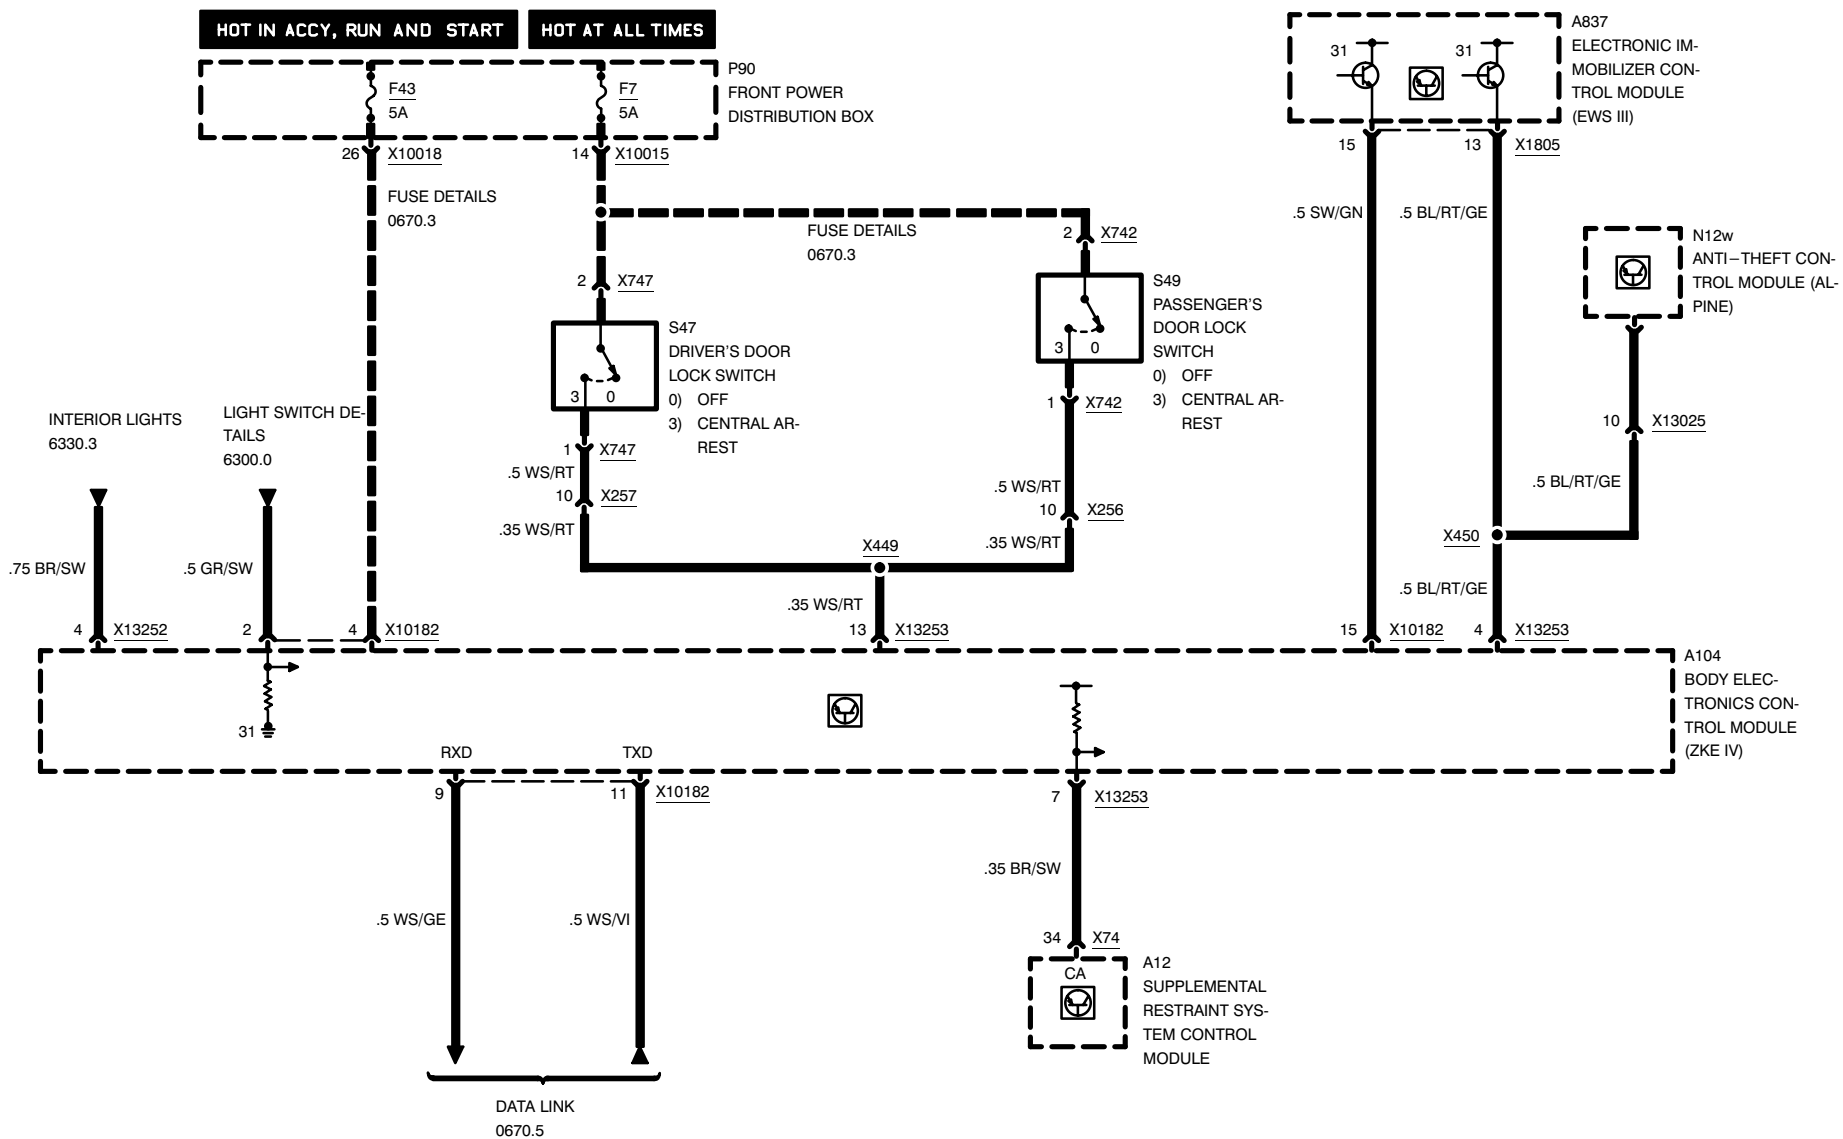 HOT IN ACCY, RUN AND START
HOT AT ALL TIMES
P90
FRONT POWER
DISTRIBUTION BOX
F43
5A
F7
5A
26
X10018
14
X10015
FUSE DETAILS
0670.3
FUSE DETAILS
0670.3
2
X742
2
X747
S47
DRIVER'S DOOR
LOCK SWITCH
0) OFF
3) CENTRAL AR-
REST
3 0
S49
PASSENGER'S
DOOR LOCK
SWITCH
0) OFF
3) CENTRAL AR-
REST
3 0
1
X742
1
X747
.5 WS/RT
10
X257
.35 WS/RT
.5 WS/RT
10
X256
.35 WS/RT
X449
.35 WS/RT
13
X13253
A837
ELECTRONIC IM-
MOBILIZER CON-
TROL MODULE
(EWS III)
31
31
15
13
X1805
.5 SW/GN
.5 BL/RT/GE
N12w
ANTI-THEFT CON-
TROL MODULE (AL-
PINE)
10
X13025
.5 BL/RT/GE
X450
.5 BL/RT/GE
15
X10182
4
X13253
INTERIOR LIGHTS
6330.3
LIGHT SWITCH DE-
TAILS
6300.0
.75 BR/SW
.5 GR/SW
4
X13252
2
4
X10182
A104
BODY ELEC-
TRONICS CON-
TROL MODULE
(ZKE IV)
31
RXD
TXD
9
11
X10182
7
X13253
.5 WS/GE
.5 WS/VI
.35 BR/SW
34
X74
CA
A12
SUPPLEMENTAL
RESTRAINT SYS-
TEM CONTROL
MODULE
DATA LINK
0670.5